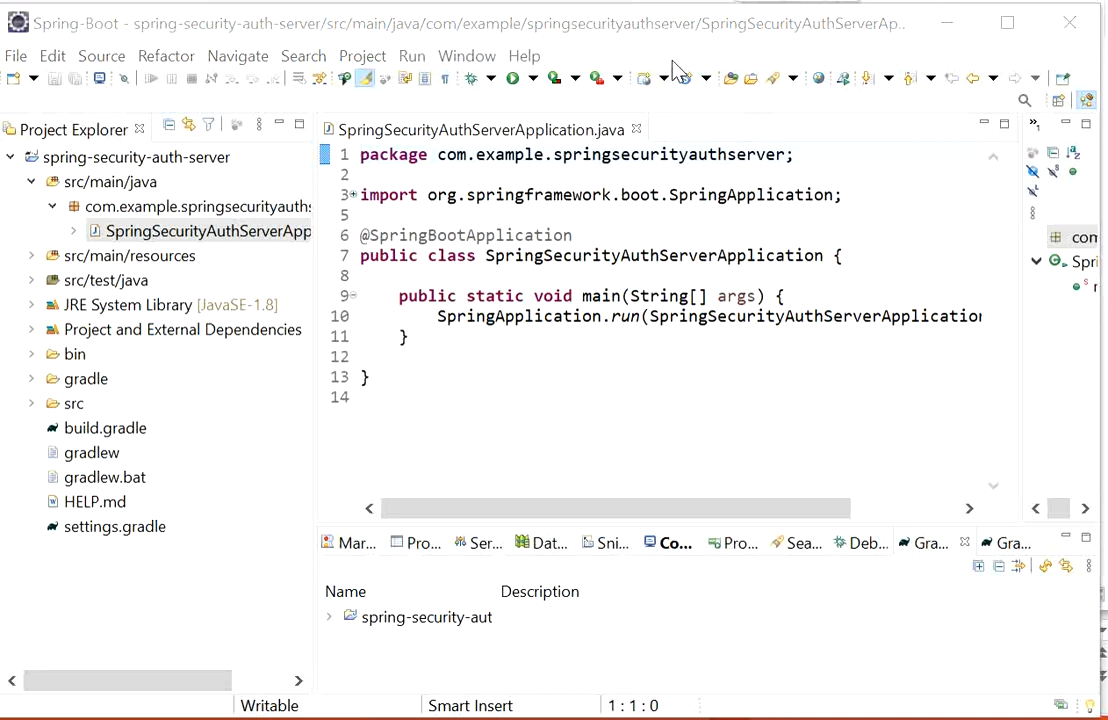 Spring-Boot - spring-security-auth-server/src/main/java/com/example/springsecurityauthserver/SpringSecurityAuthServerAp..
File Edit Source Refactor Navigate Search Project Run Window Help
Project Explorer
spring-security-auth-server
src/main/java
com.example.springsecurityauths
SpringSecurityAuthServerApp
src/main/resources
src/test/java
JRE System Library [JavaSE-1.8]
Project and External Dependencies
bin
gradle
src
build.gradle
gradlew
gradlew.bat
HELP.md
settings.gradle
SpringSecurityAuthServerApplication.java
1 package com.example.springsecurityauthserver;
2
3 import org.springframework.boot.SpringApplication;
5
6 @SpringBootApplication
7 public class SpringSecurityAuthServerApplication {
8
9 public static void main(String[] args) {
10 SpringApplication.run(SpringSecurityAuthServerApplication
11 }
12
13 }
14
com
Spri
Mar... Pro... Ser... Dat... Sni... Co... Pro... Sea... Deb... Gra... Gra...
Name Description
spring-security-aut
Writable Smart Insert 1 : 1 : 0